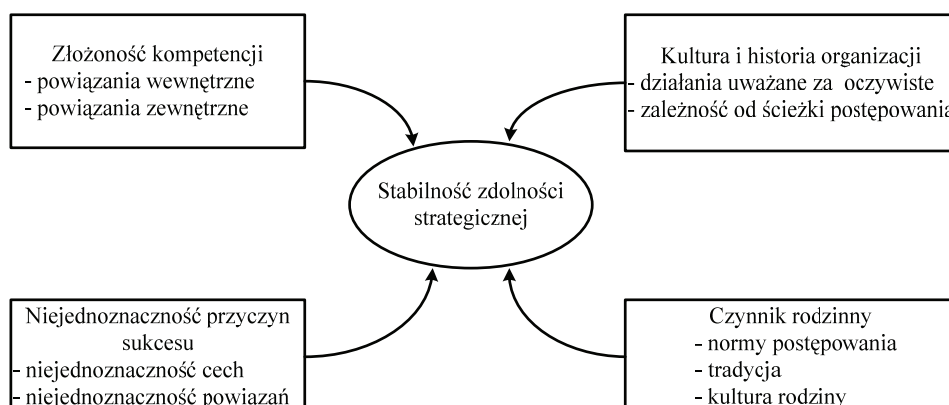 Złożoność kompetencji
- powiązania wewnętrzne
- powiązania zewnętrzne
Kultura i historia organizacji
- działania uważane za oczywiste
- zależność od ścieżki postępowania
Stabilność zdolności
strategicznej
Niejednoznaczność przyczyn
sukcesu
- niejednoznaczność cech
- niejednoznaczność powiązań
Czynnik rodzinny
- normy postępowania
- tradycja
- kultura rodziny